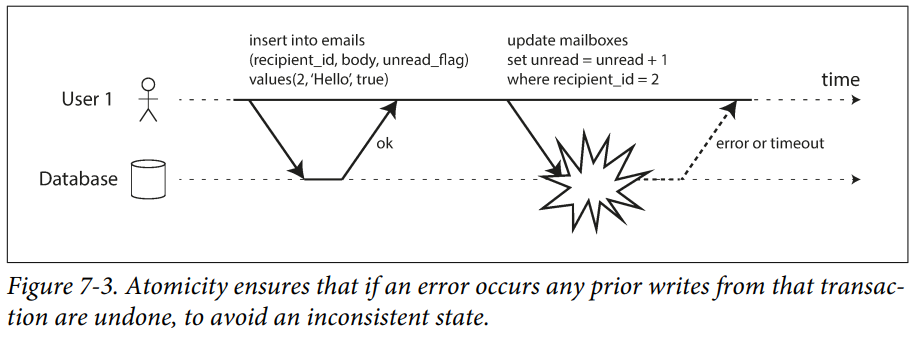 insert into emails
(recipient_id, body, unread_flag)
values(2, ‘Hello’, true)
update mailboxes
set unread = unread + 1
where recipient_id = 2
time
User 1
ok
error or timeout
Database
Figure 7-3. Atomicity ensures that if an error occurs any prior writes from that transac-
tion are undone, to avoid an inconsistent state.